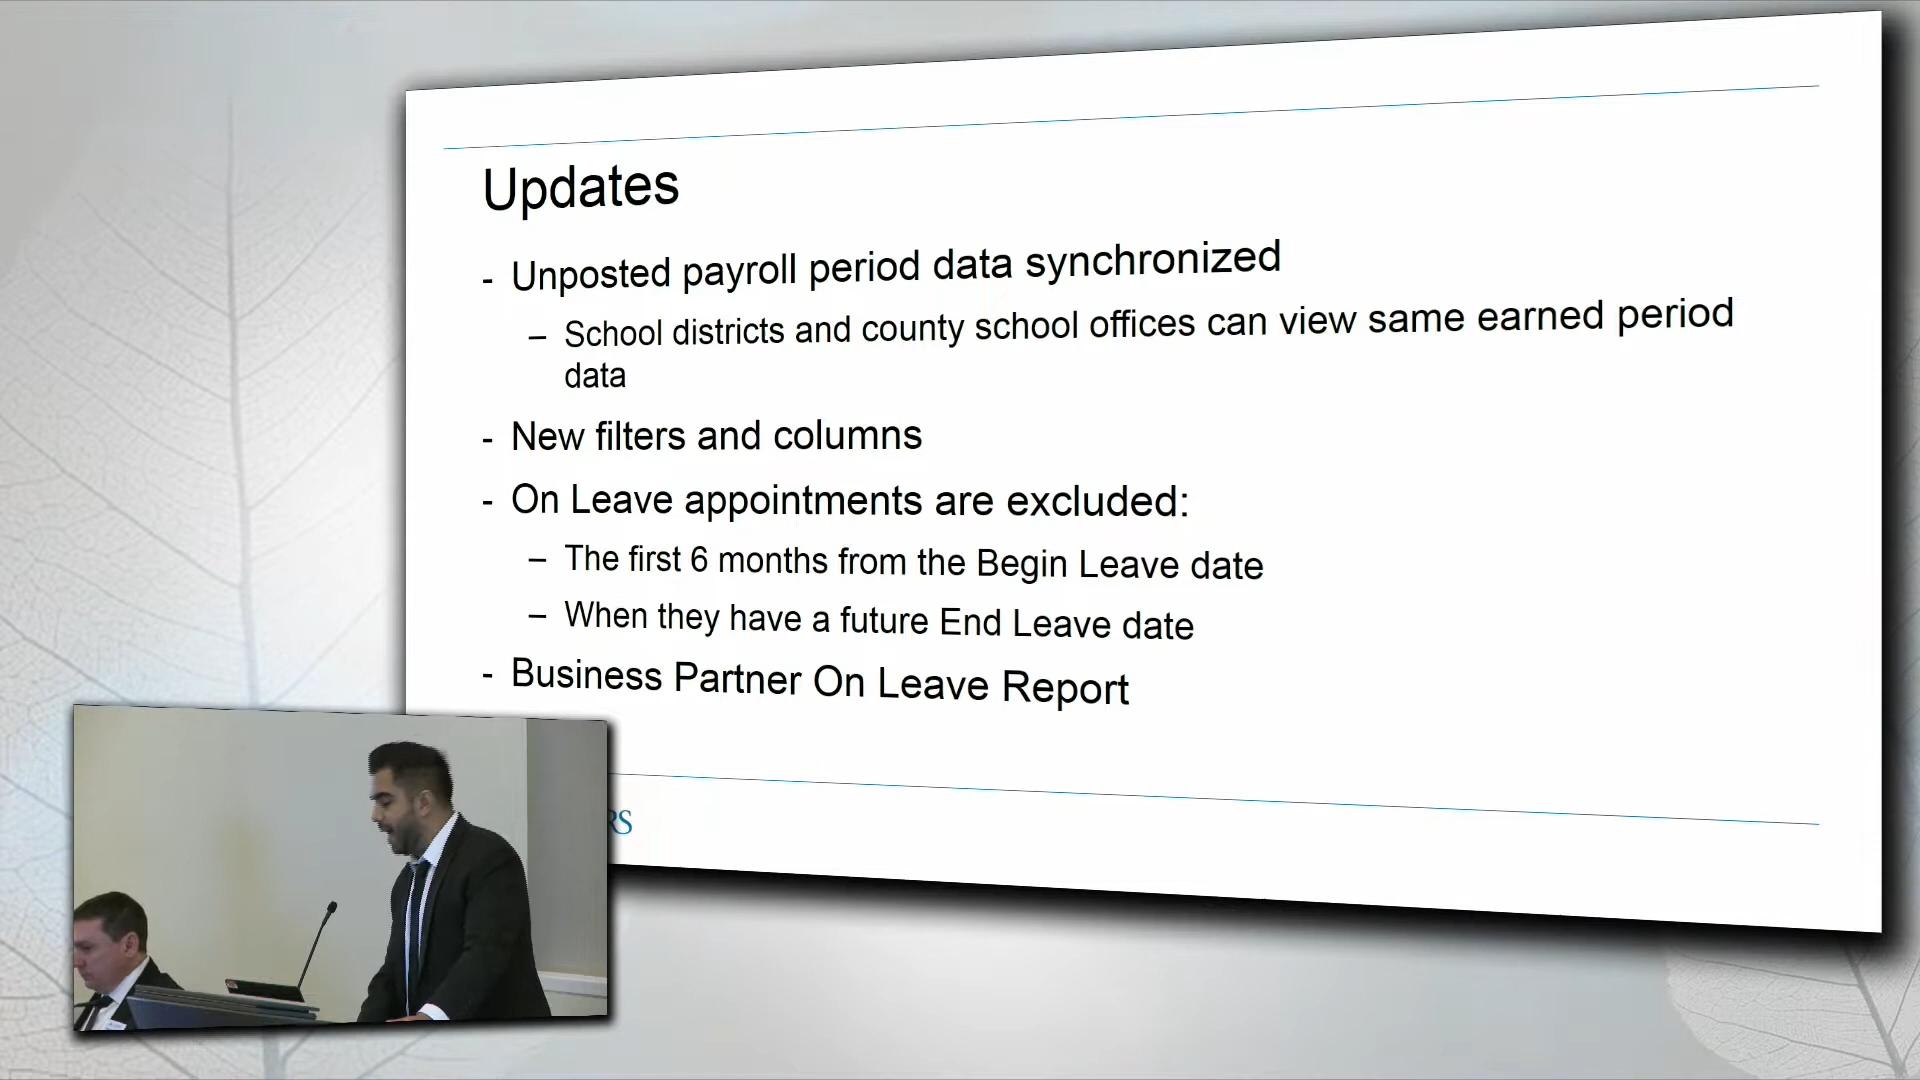 Updates
- Unposted payroll period data synchronized
– School districts and county school offices can view same earned period
data
- New filters and columns
- On Leave appointments are excluded:
– The first 6 months from the Begin Leave date
– When they have a future End Leave date
- Business Partner On Leave Report
RS